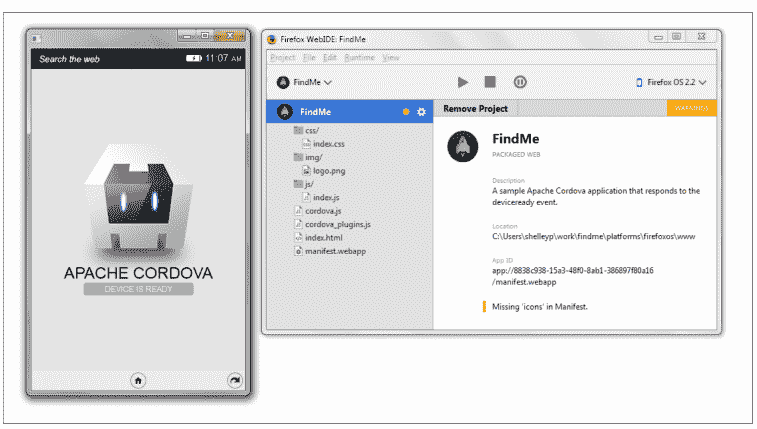 Search the web
11:07 AM
APACHE CORDOVA
DEVICE IS READY
Firefox WebIDE: FindMe
Project File Edit Runtime View
FindMe
Firefox OS 2.2
FindMe
css/
index.css
img/
logo.png
js/
index.js
cordova.js
cordova_plugins.js
index.html
manifest.webapp
Remove Project
WARNINGS
FindMe
PACKAGED WEB
Description
A sample Apache Cordova application that responds to the
deviceready event.
Location
C:\Users\shelleyp\work\findme\platforms\firefoxos\www
App ID
app://8838c938-15a3-48f0-8ab1-386897f80a16
/manifest.webapp
Missing 'icons' in Manifest.